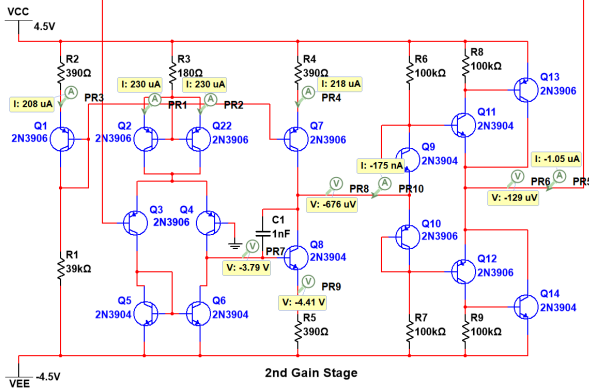 VCC
4.5V
R2
390Ω
R3
180Ω
R4
390Ω
R6
100kΩ
R8
100kΩ
I: 208 uA
A
PR3
I: 230 uA
A
PR1
I: 230 uA
A
PR2
I: 218 uA
A
PR4
Q13
2N3906
Q1
2N3906
Q2
2N3906
Q22
2N3906
Q7
2N3906
Q11
2N3904
Q9
2N3904
I: -175 nA
A
PR10
V
PR8
V: -676 uV
I: -1.05 uA
A
PR5
V
PR6
V: -129 uV
Q3
2N3906
Q4
C1
1nF
Q10
2N3906
R1
39kΩ
V
PR7
V: -3.79 V
Q8
2N3904
Q12
2N3906
V
PR9
V: -4.41 V
Q5
2N3904
Q6
2N3904
R5
390Ω
R7
100kΩ
R9
100kΩ
Q14
2N3904
VEE
-4.5V
2nd Gain Stage